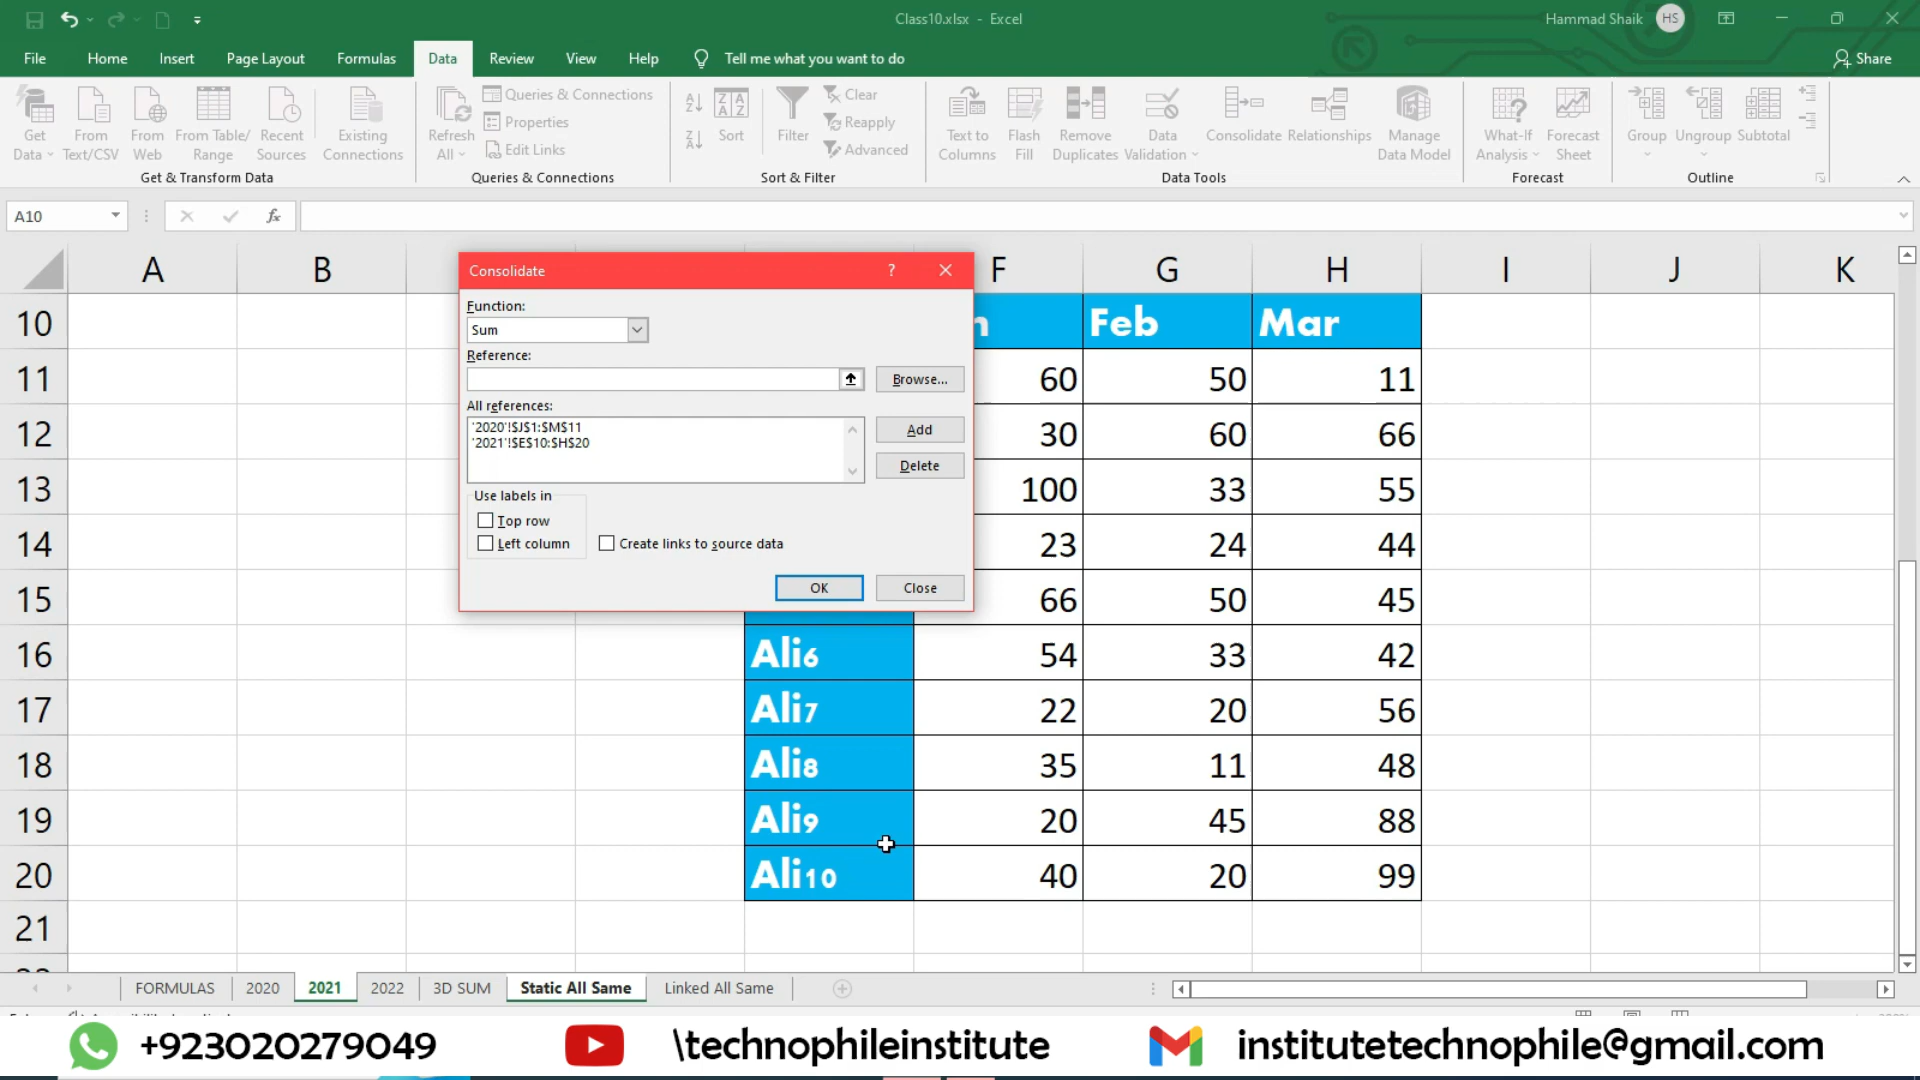 Class10.xlsx - Excel
Hammad Shaik
HS
File Home Insert Page Layout Formulas Data Review View Help Tell me what you want to do
Share
Get Data
From Text/CSV
From Web
From Table/ Range
Recent Sources
Existing Connections
Get & Transform Data
Refresh All
Queries & Connections
Properties
Edit Links
Queries & Connections
Sort
Filter
Clear
Reapply
Advanced
Sort & Filter
Text to Columns
Flash Fill
Remove Duplicates
Data Validation
Consolidate
Relationships
Manage Data Model
Data Tools
What-If Analysis
Forecast Sheet
Forecast
Group
Ungroup
Subtotal
Outline
A10
fx
A B F G H I J K
Consolidate
?
Function:
Sum
Reference:
Browse...
All references:
'2020'!$J$1:$M$11
'2021'!$E$10:$H$20
Add
Delete
Use labels in
Top row
Left column
Create links to source data
OK
Close
10 Feb Mar
11 60 50 11
12 30 60 66
13 100 33 55
14 23 24 44
15 66 50 45
16 Ali6 54 33 42
17 Ali7 22 20 56
18 Ali8 35 11 48
19 Ali9 20 45 88
20 Ali10 40 20 99
21
FORMULAS 2020 2021 2022 3D SUM Static All Same Linked All Same
+923020279049
\technophileinstitute
institutetechnophile@gmail.com